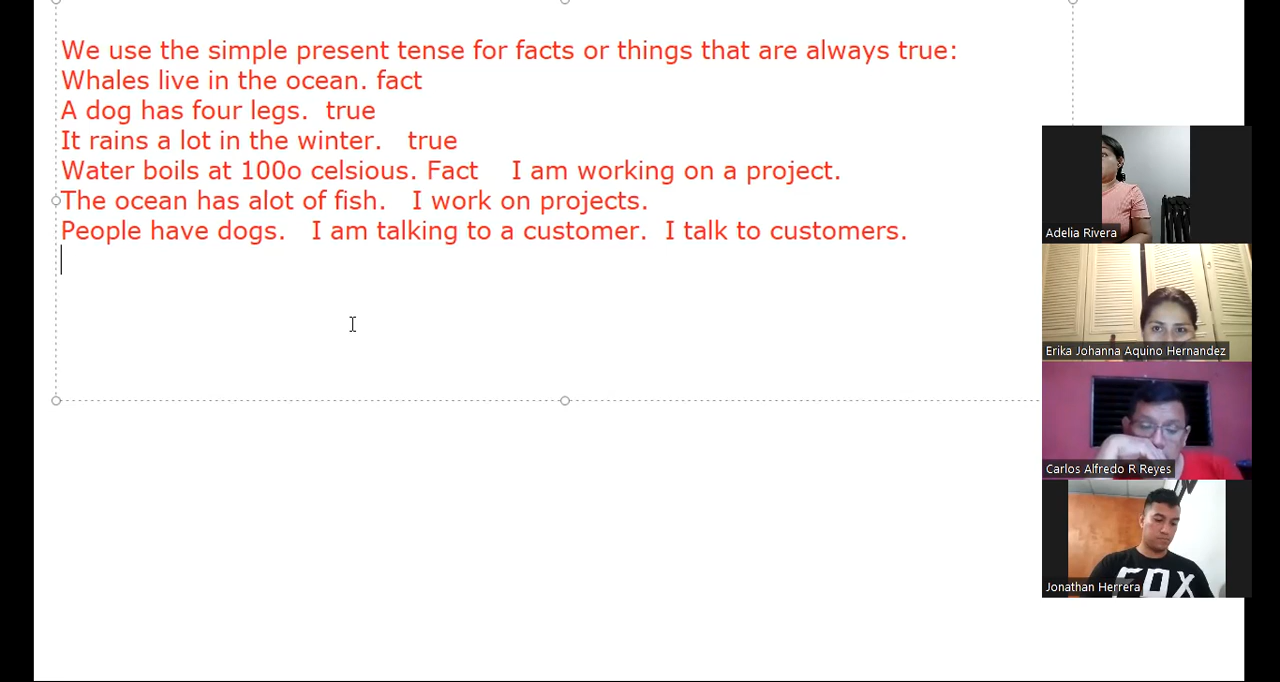 We use the simple present tense for facts or things that are always true:
Whales live in the ocean. fact
A dog has four legs.  true
It rains a lot in the winter.   true
Water boils at 100o celsious. Fact    I am working on a project.
The ocean has alot of fish.   I work on projects.
People have dogs.   I am talking to a customer.  I talk to customers.
Adelia Rivera
Erika Johanna Aquino Hernandez
Carlos Alfredo R Reyes
FOX
Jonathan Herrera